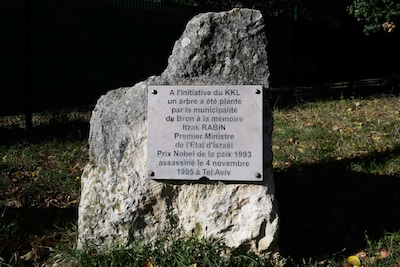 A l'initiative du KKL
un arbre a été planté
par la municipalité
de Bron à la mémoire
Itzak RABIN
Premier Ministre
de l'Etat d'Israël
Prix Nobel de la paix 1993
assassiné le 4 novembre
1995 à Tel Aviv